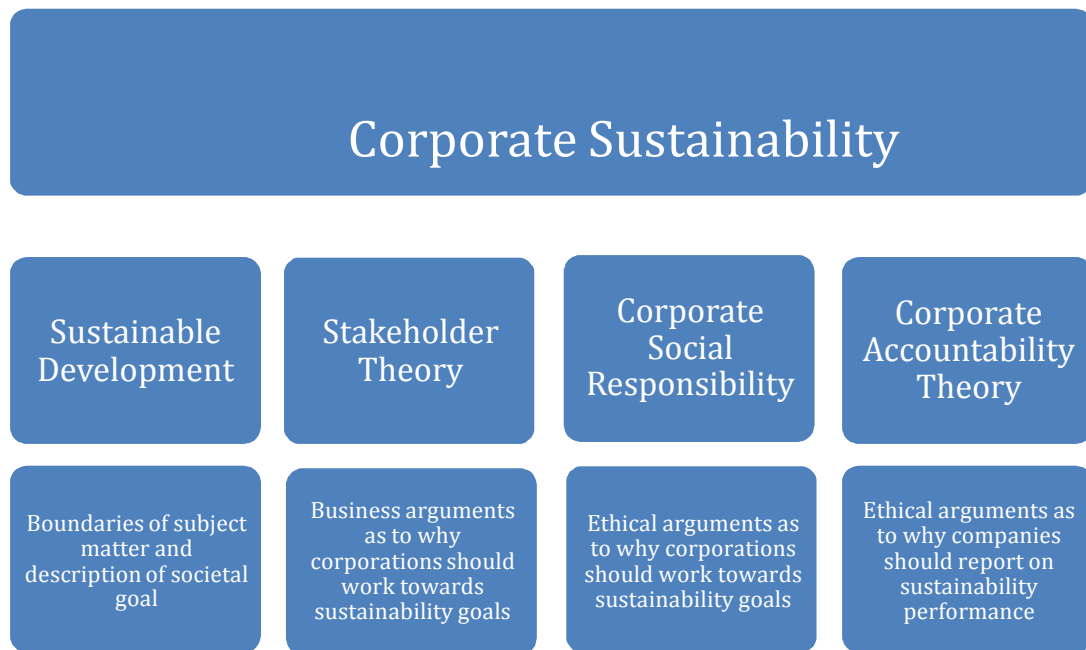 Corporate Sustainability
Sustainable
Development
Stakeholder
Theory
Corporate
Social
Responsibility
Corporate
Accountability
Theory
Boundaries of subject
matter and
description of societal
goal
Business arguments
as to why
corporations should
work towards
sustainability goals
Ethical arguments as
to why corporations
should work towards
sustainability goals
Ethical arguments as
to why companies
should report on
sustainability
performance